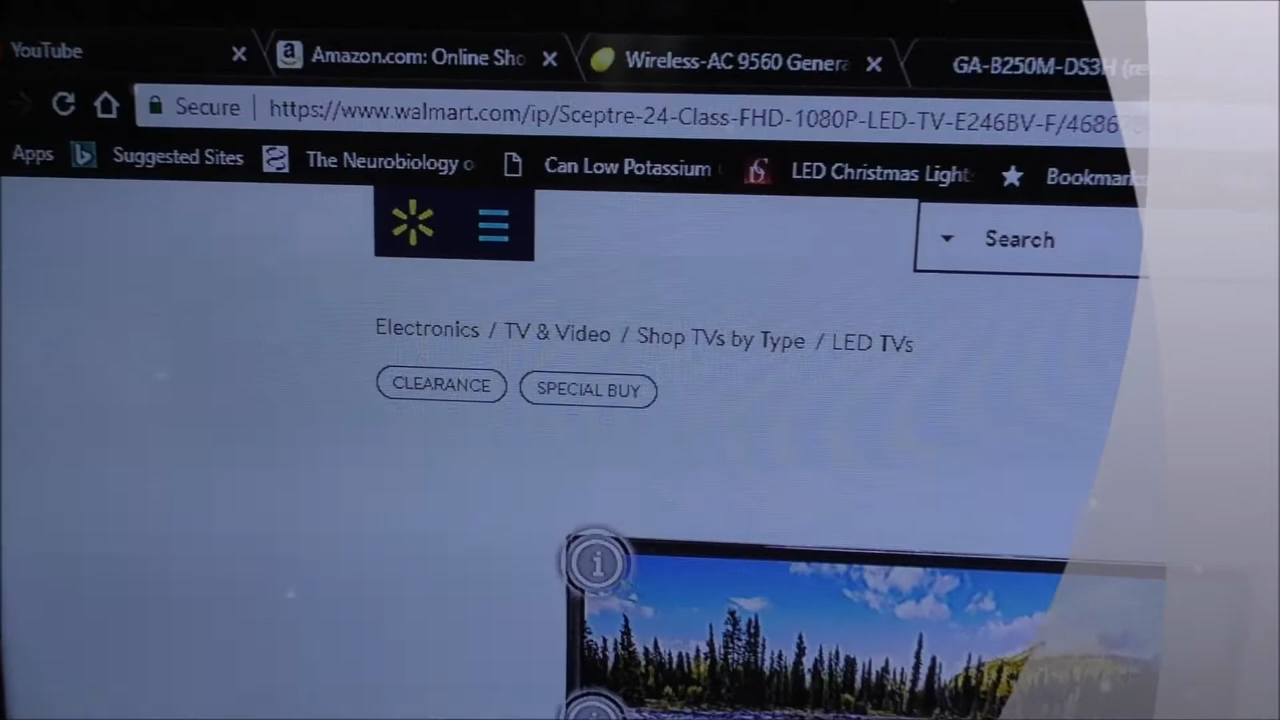 YouTube
Amazon.com: Online Sho
Wireless-AC 9560 Genera
GA-B250M-DS3H (re
Secure
https://www.walmart.com/ip/Sceptre-24-Class-FHD-1080P-LED-TV-E246BV-F/4686
Apps
Suggested Sites
The Neurobiology o
Can Low Potassium
LED Christmas Light
Bookmark
Search
Electronics / TV & Video / Shop TVs by Type / LED TVs
CLEARANCE
SPECIAL BUY